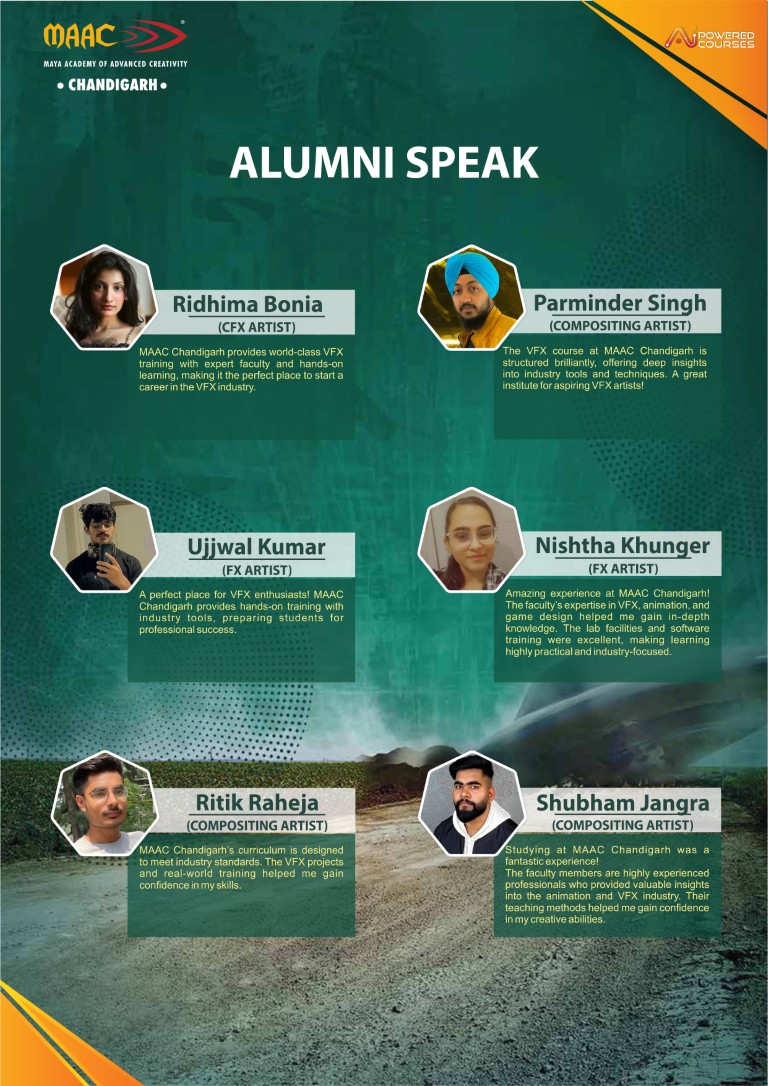 MAAC
MAYA ACADEMY OF ADVANCED CREATIVITY
• CHANDIGARH •
Ai POWERED
COURSES
ALUMNI SPEAK
Ridhima Bonia
(CFX ARTIST)
MAAC Chandigarh provides world-class VFX
training with expert faculty and hands-on
learning, making it the perfect place to start a
career in the VFX industry.
Parminder Singh
(COMPOSITING ARTIST)
The VFX course at MAAC Chandigarh is
structured brilliantly, offering deep insights
into industry tools and techniques. A great
institute for aspiring VFX artists!
Ujjwal Kumar
(FX ARTIST)
A perfect place for VFX enthusiasts! MAAC
Chandigarh provides hands-on training with
industry tools, preparing students for
professional success.
Nishtha Khunger
(FX ARTIST)
Amazing experience at MAAC Chandigarh!
The faculty's expertise in VFX, animation, and
game design helped me gain in-depth
knowledge. The lab facilities and software
training were excellent, making learning
highly practical and industry-focused.
Ritik Raheja
(COMPOSITING ARTIST)
MAAC Chandigarh's curriculum is designed
to meet industry standards. The VFX projects
and real-world training helped me gain
confidence in my skills.
Shubham Jangra
(COMPOSITING ARTIST)
Studying at MAAC Chandigarh was a
fantastic experience!
The faculty members are highly experienced
professionals who provided valuable insights
into the animation and VFX industry. Their
teaching methods helped me gain confidence
in my creative abilities.